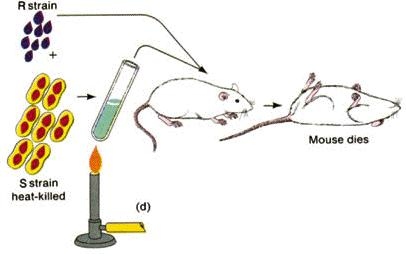 R strain
+
S strain
heat-killed
(d)
Mouse dies